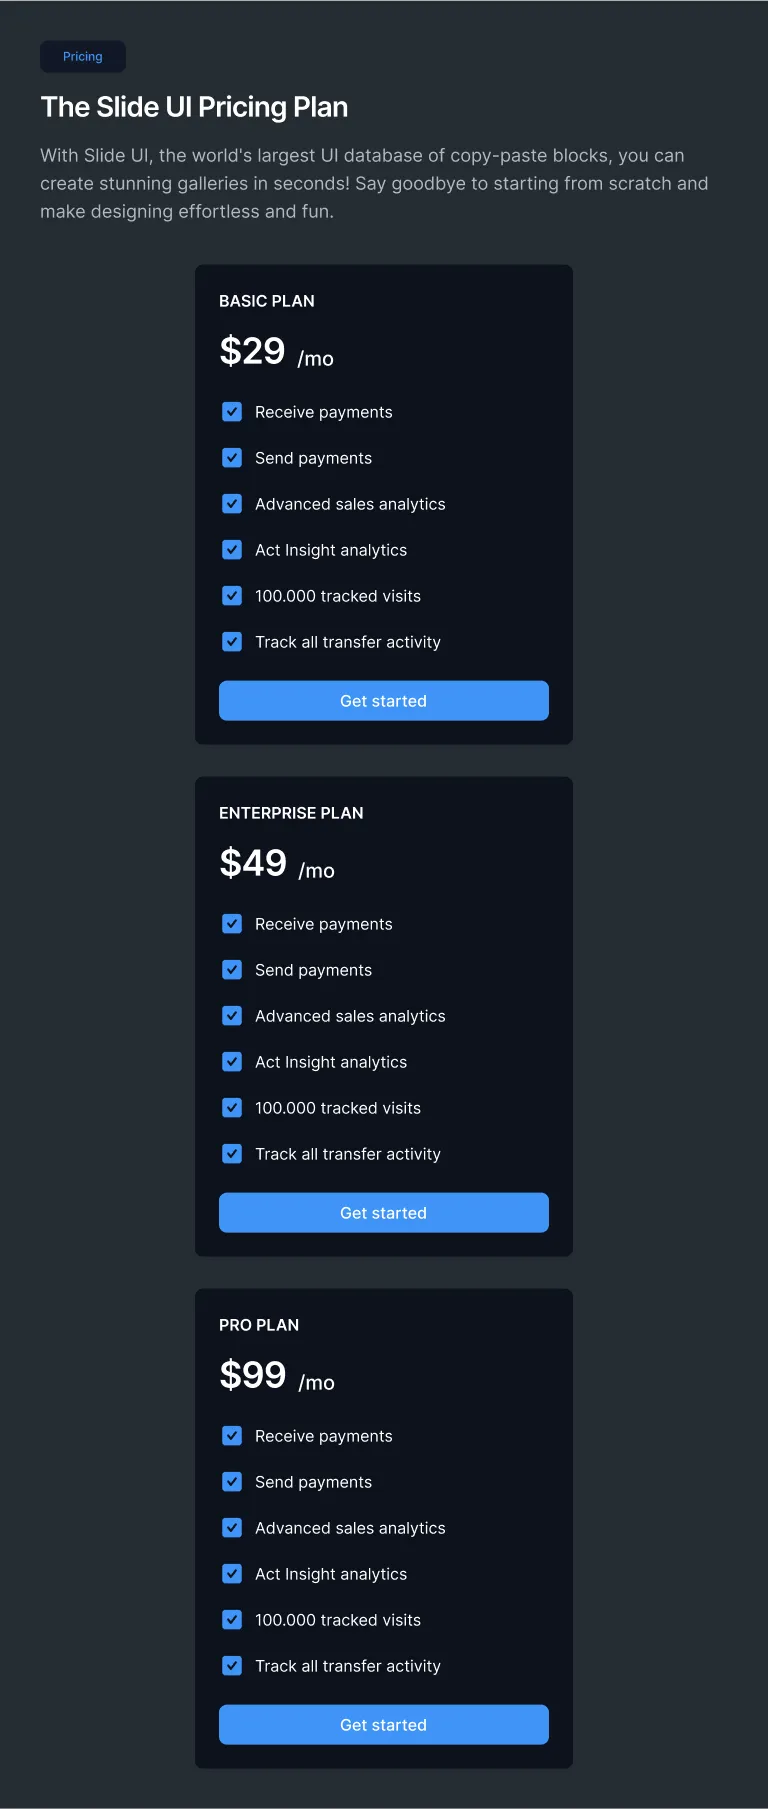 Pricing
The Slide UI Pricing Plan
With Slide UI, the world's largest UI database of copy-paste blocks, you can
create stunning galleries in seconds! Say goodbye to starting from scratch and
make designing effortless and fun.
BASIC PLAN
$29 /mo
Receive payments
Send payments
Advanced sales analytics
Act Insight analytics
100.000 tracked visits
Track all transfer activity
Get started
ENTERPRISE PLAN
$49 /mo
Receive payments
Send payments
Advanced sales analytics
Act Insight analytics
100.000 tracked visits
Track all transfer activity
Get started
PRO PLAN
$99 /mo
Receive payments
Send payments
Advanced sales analytics
Act Insight analytics
100.000 tracked visits
Track all transfer activity
Get started